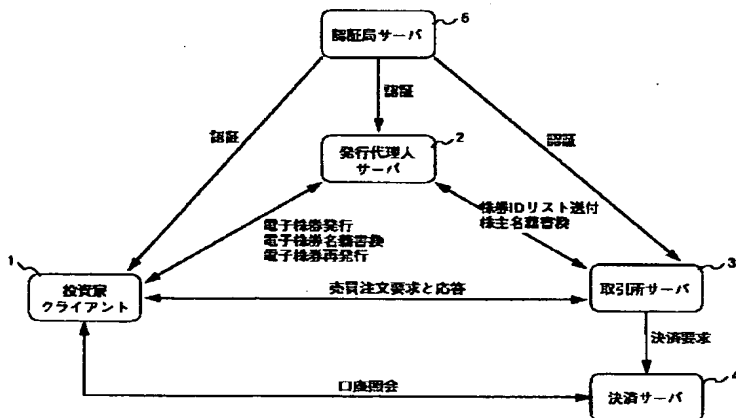 認証局サーバ
5
認証
認証
認証
発行代理人
サーバ
2
株券IDリスト送付
株主名義書換
電子株券発行
電子株券名義書換
電子株券再発行
1
投資家
クライアント
売買注文要求と応答
3
取引所サーバ
決済要求
口座照会
決済サーバ
4